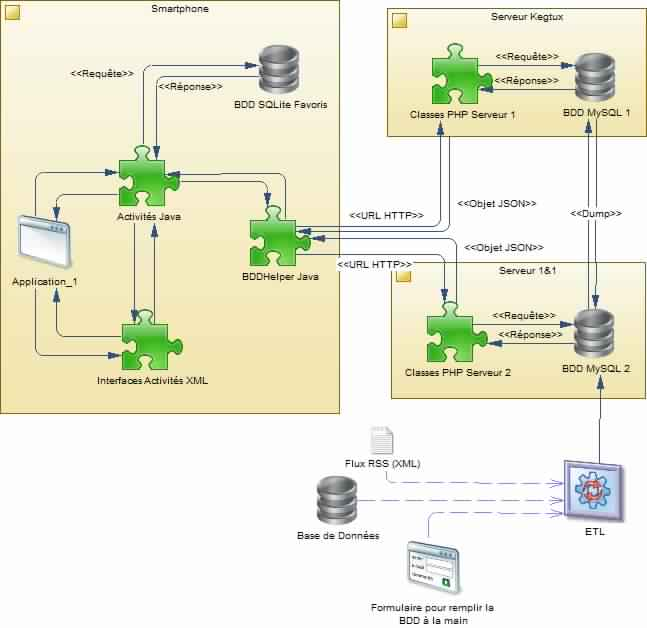 Smartphone
<<Requête>>
<<Réponse>>
BDD SQLite Favoris
Activités Java
Application_1
BDDHelper Java
Interfaces Activités XML
Serveur Kegtux
<<Requête>>
<<Réponse>>
Classes PHP Serveur 1
BDD MySQL 1
<<URL HTTP>>
<<Objet JSON>>
<<Dump>>
<<Objet JSON>>
<<URL HTTP>>
Serveur 1&1
<<Requête>>
<<Réponse>>
Classes PHP Serveur 2
BDD MySQL 2
Flux RSS (XML)
Base de Données
ETL
Formulaire pour remplir la
BDD à la main